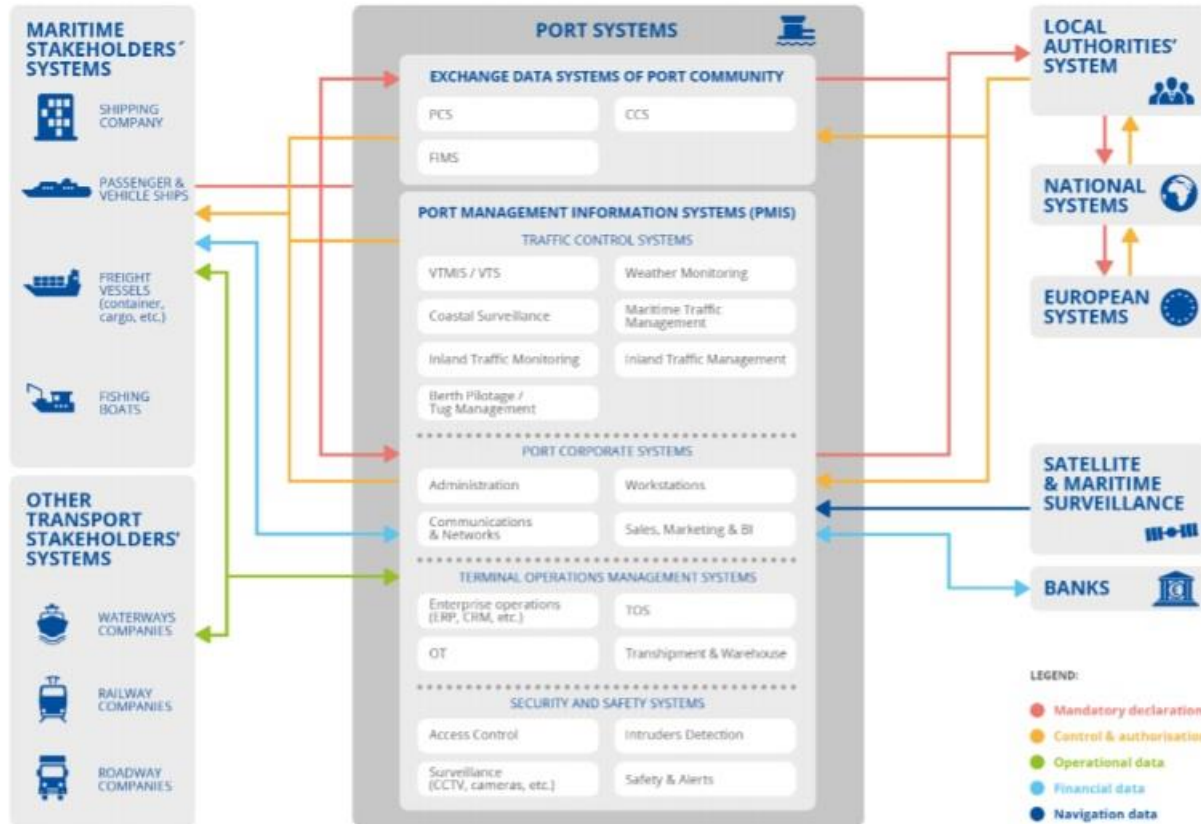 MARITIME
STAKEHOLDERS´
SYSTEMS
SHIPPING
COMPANY
PASSENGER &
VEHICLE SHIPS
FREIGHT
VESSELS
(container,
cargo, etc.)
FISHING
BOATS
OTHER
TRANSPORT
STAKEHOLDERS’
SYSTEMS
WATERWAYS
COMPANIES
RAILWAY
COMPANIES
ROADWAY
COMPANIES
PORT SYSTEMS
EXCHANGE DATA SYSTEMS OF PORT COMMUNITY
PCS
CCS
FIMS
PORT MANAGEMENT INFORMATION SYSTEMS (PMIS)
TRAFFIC CONTROL SYSTEMS
VTMIS / VTS
Weather Monitoring
Coastal Surveillance
Maritime Traffic
Management
Inland Traffic Monitoring
Inland Traffic Management
Berth Pilotage /
Tug Management
PORT CORPORATE SYSTEMS
Administration
Workstations
Communications
& Networks
Sales, Marketing & BI
TERMINAL OPERATIONS MANAGEMENT SYSTEMS
Enterprise operations
(ERP, CRM, etc.)
TOS
OT
Transhipment & Warehouse
SECURITY AND SAFETY SYSTEMS
Access Control
Intruders Detection
Surveillance
(CCTV, cameras, etc.)
Safety & Alerts
LOCAL
AUTHORITIES’
SYSTEM
NATIONAL
SYSTEMS
EUROPEAN
SYSTEMS
SATELLITE
& MARITIME
SURVEILLANCE
BANKS
LEGEND:
Mandatory declaration
Control & authorisation
Operational data
Financial data
Navigation data